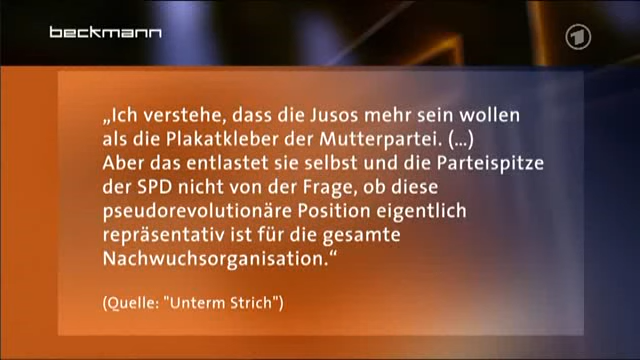 beckmann
1
„Ich verstehe, dass die Jusos mehr sein wollen
als die Plakatkleber der Mutterpartei. (...)
Aber das entlastet sie selbst und die Parteispitze
der SPD nicht von der Frage, ob diese
pseudorevolutionäre Position eigentlich
repräsentativ ist für die gesamte
Nachwuchsorganisation.“
(Quelle: "Unterm Strich")